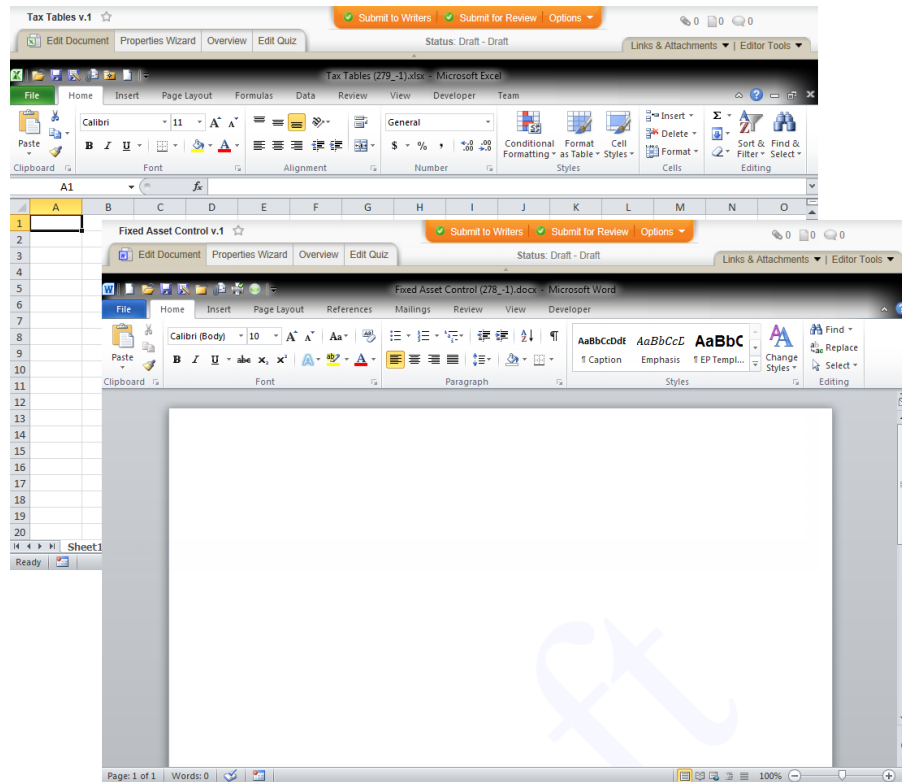 Tax Tables v.1
Submit to Writers Submit for Review Options
0 0 0
Edit Document Properties Wizard Overview Edit Quiz
Status: Draft - Draft
Links & Attachments | Editor Tools
Tax Tables (279_-1).xlsx - Microsoft Excel
File Home Insert Page Layout Formulas Data Review View Developer Team
Paste
Calibri 11
General
Conditional Formatting
Format as Table
Cell Styles
Insert
Delete
Format
Sort & Filter
Find & Select
Clipboard Font Alignment Number Styles Cells Editing
A1 fx
A B C D E F G H I J K L M N O
1
2
3
4
5
6
7
8
9
10
11
12
13
14
15
16
17
18
19
20
Sheet1
Ready
Fixed Asset Control v.1
Submit to Writers Submit for Review Options
0 0 0
Edit Document Properties Wizard Overview Edit Quiz
Status: Draft - Draft
Links & Attachments | Editor Tools
Fixed Asset Control (278_-1).docx - Microsoft Word
File Home Insert Page Layout References Mailings Review View Developer
Paste
Calibri (Body) 10
AaBbCcDdE AaBbCcD AaBbC
¶ Caption Emphasis ¶ EP Templ...
Change Styles
Find
Replace
Select
Clipboard Font Paragraph Styles Editing
ft
Page: 1 of 1 Words: 0
100%